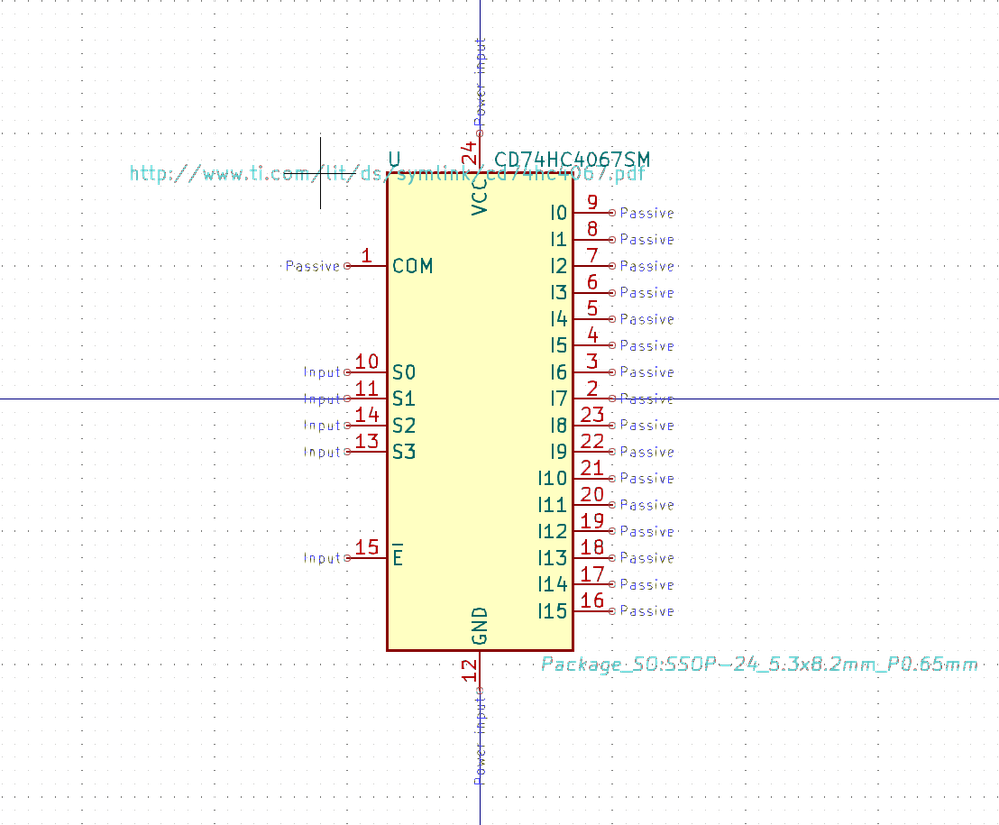 Power input
24
U
CD74HC4067SM
http://www.ti.com/lit/ds/symlink/cd74hc4067.pdf
VCC
I0 9 Passive
I1 8 Passive
Passive 1 COM I2 7 Passive
I3 6 Passive
I4 5 Passive
I5 4 Passive
Input 10 S0 I6 3 Passive
Input 11 S1 I7 2 Passive
Input 14 S2 I8 23 Passive
Input 13 S3 I9 22 Passive
I10 21 Passive
I11 20 Passive
I12 19 Passive
Input 15 E I13 18 Passive
I14 17 Passive
I15 16 Passive
GND
12
Package_SO:SSOP-24_5.3x8.2mm_P0.65mm
Power input